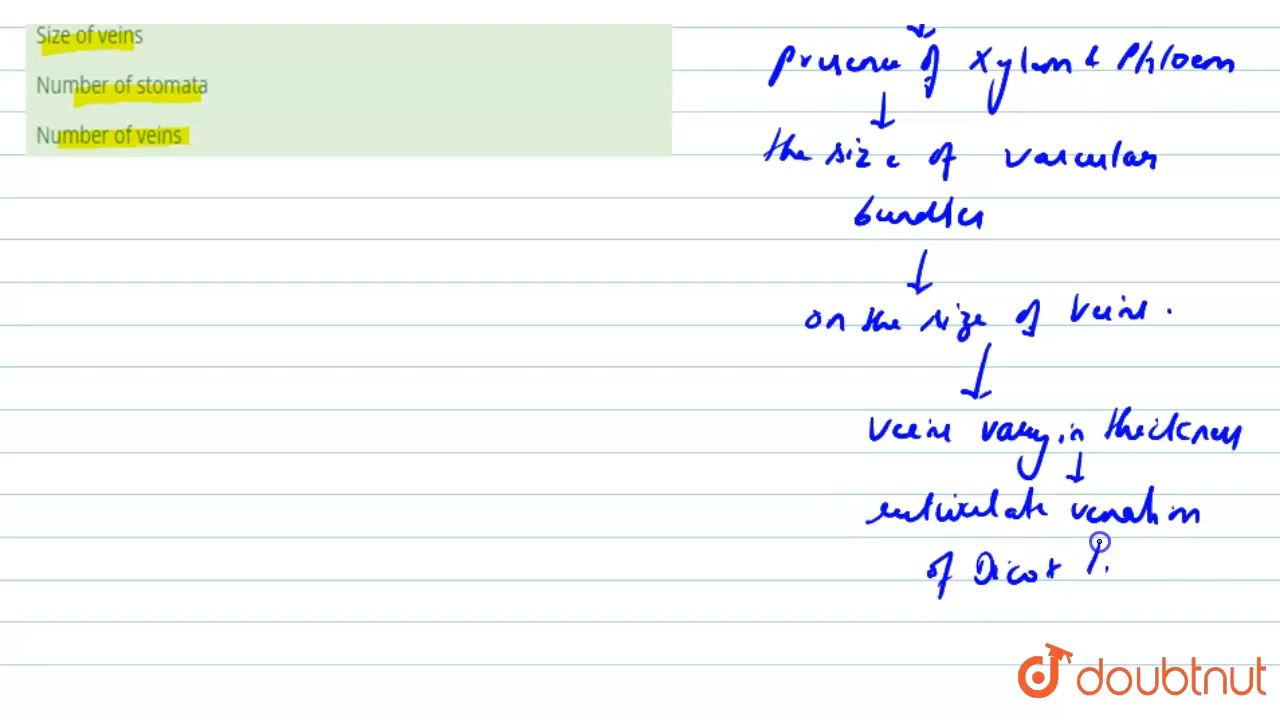 Size of veins
Number of stomata
Number of veins
presence of Xylem & Phloem
the size of vascular
bundles
on the size of veins.
veins vary in thickness
reticulate venation
of Dicot
doubtnut